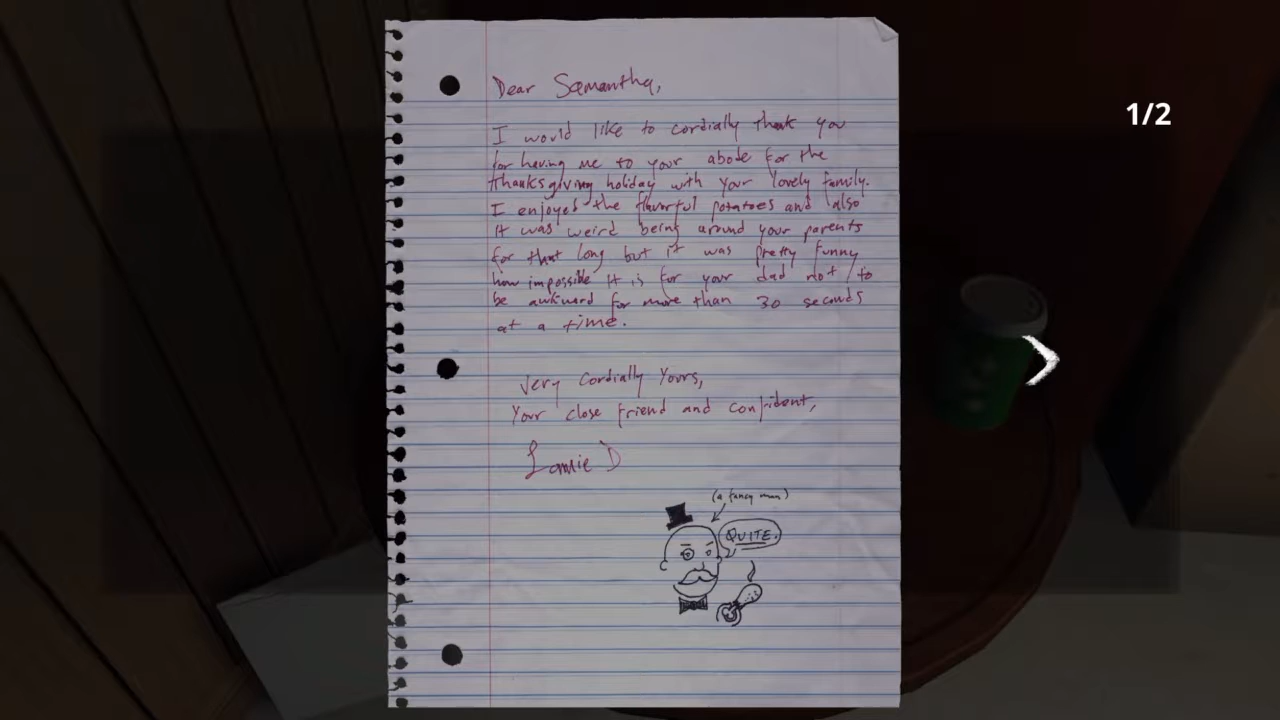 1/2
Dear Samantha,
I would like to cordially thank you
for having me to your abode for the
thanksgiving holiday with your lovely family.
I enjoyed the flavorful potatoes and also
it was weird being around your parents
for that long but it was pretty funny
how impossible it is for your dad not to
be awkward for more than 30 seconds
at a time.
Very Cordially Yours,
Your close friend and confident,
Lonnie D
(a fancy man)
QUITE.